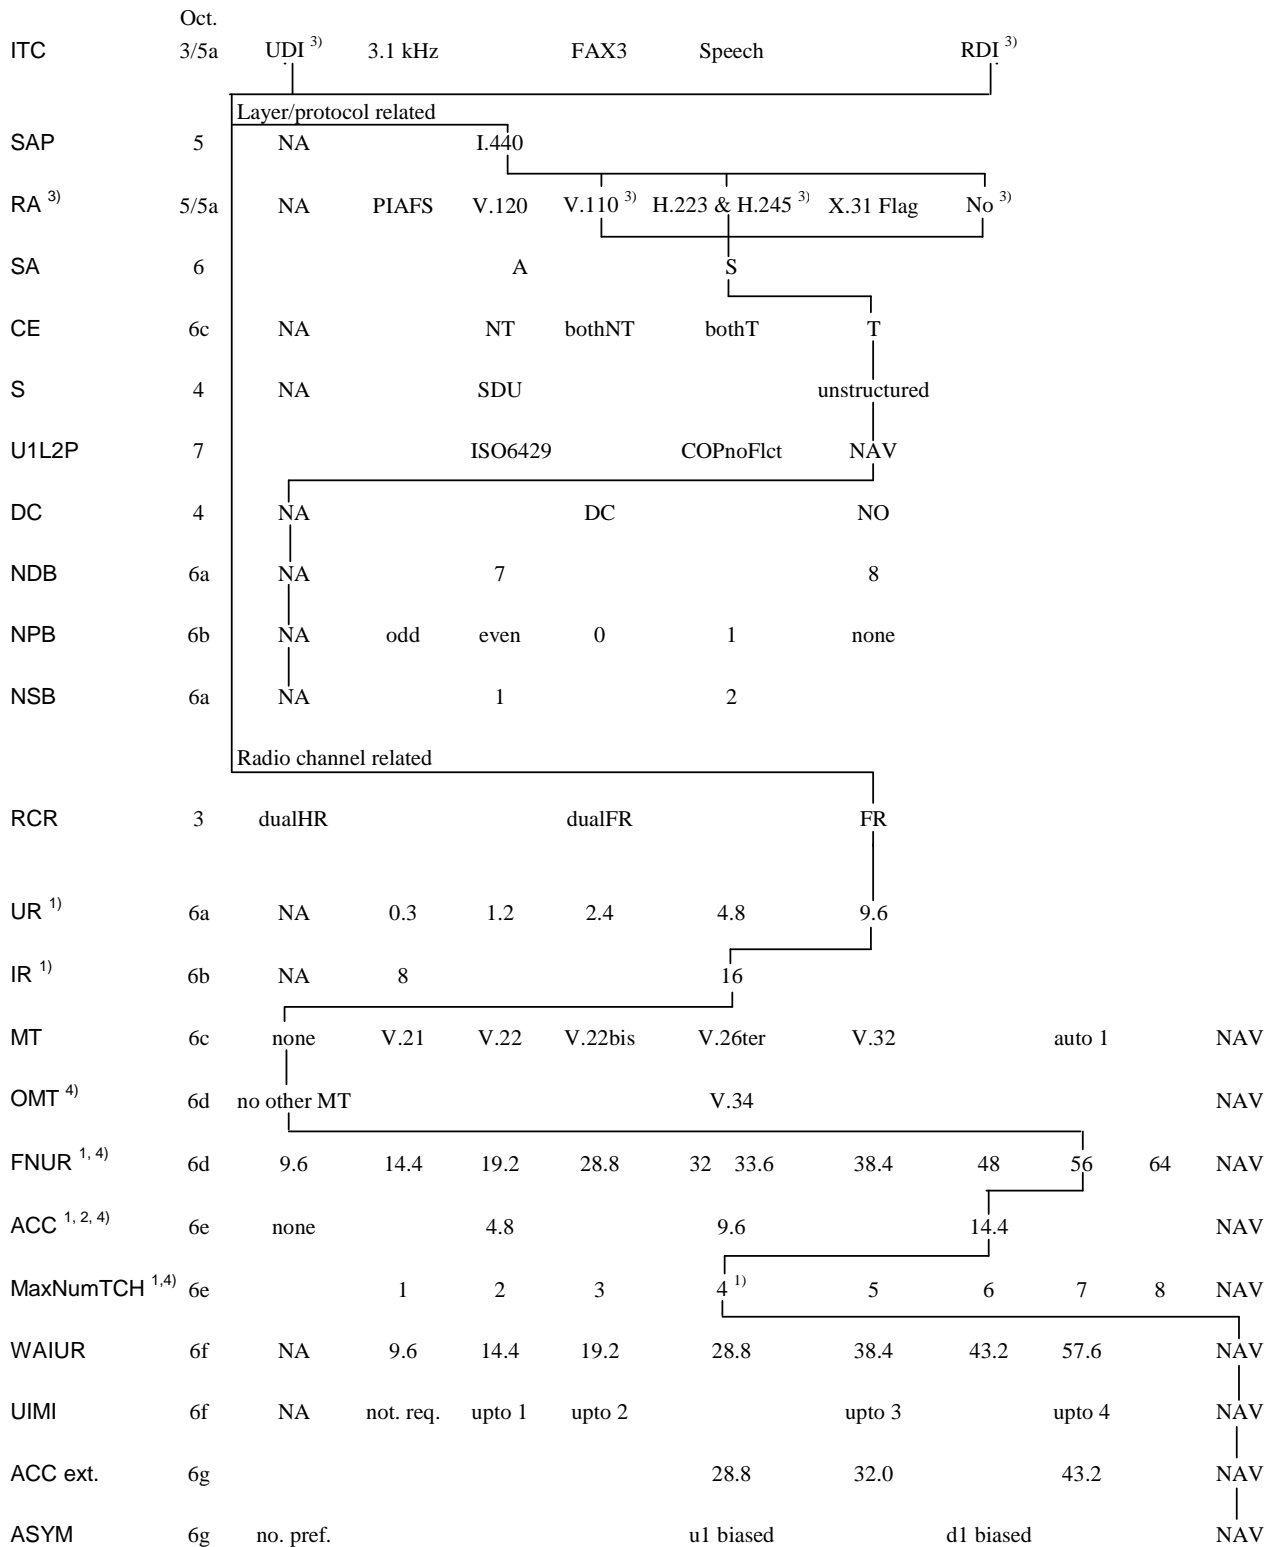 Oct.
ITC 3/5a UDI 3) 3.1 kHz FAX3 Speech RDI 3)
Layer/protocol related
SAP 5 NA I.440
RA 3) 5/5a NA PIAFS V.120 V.110 3) H.223 & H.245 3) X.31 Flag No 3)
SA 6 A S
CE 6c NA NT bothNT bothT T
S 4 NA SDU unstructured
U1L2P 7 ISO6429 COPnoFlct NAV
DC 4 NA DC NO
NDB 6a NA 7 8
NPB 6b NA odd even 0 1 none
NSB 6a NA 1 2
Radio channel related
RCR 3 dualHR dualFR FR
UR 1) 6a NA 0.3 1.2 2.4 4.8 9.6
IR 1) 6b NA 8 16
MT 6c none V.21 V.22 V.22bis V.26ter V.32 auto 1 NAV
OMT 4) 6d no other MT V.34 NAV
FNUR 1, 4) 6d 9.6 14.4 19.2 28.8 32 33.6 38.4 48 56 64 NAV
ACC 1, 2, 4) 6e none 4.8 9.6 14.4 NAV
MaxNumTCH 1,4) 6e 1 2 3 4 1) 5 6 7 8 NAV
WAIUR 6f NA 9.6 14.4 19.2 28.8 38.4 43.2 57.6 NAV
UIMI 6f NA not. req. upto 1 upto 2 upto 3 upto 4 NAV
ACC ext. 6g 28.8 32.0 43.2 NAV
ASYM 6g no. pref. u1 biased d1 biased NAV